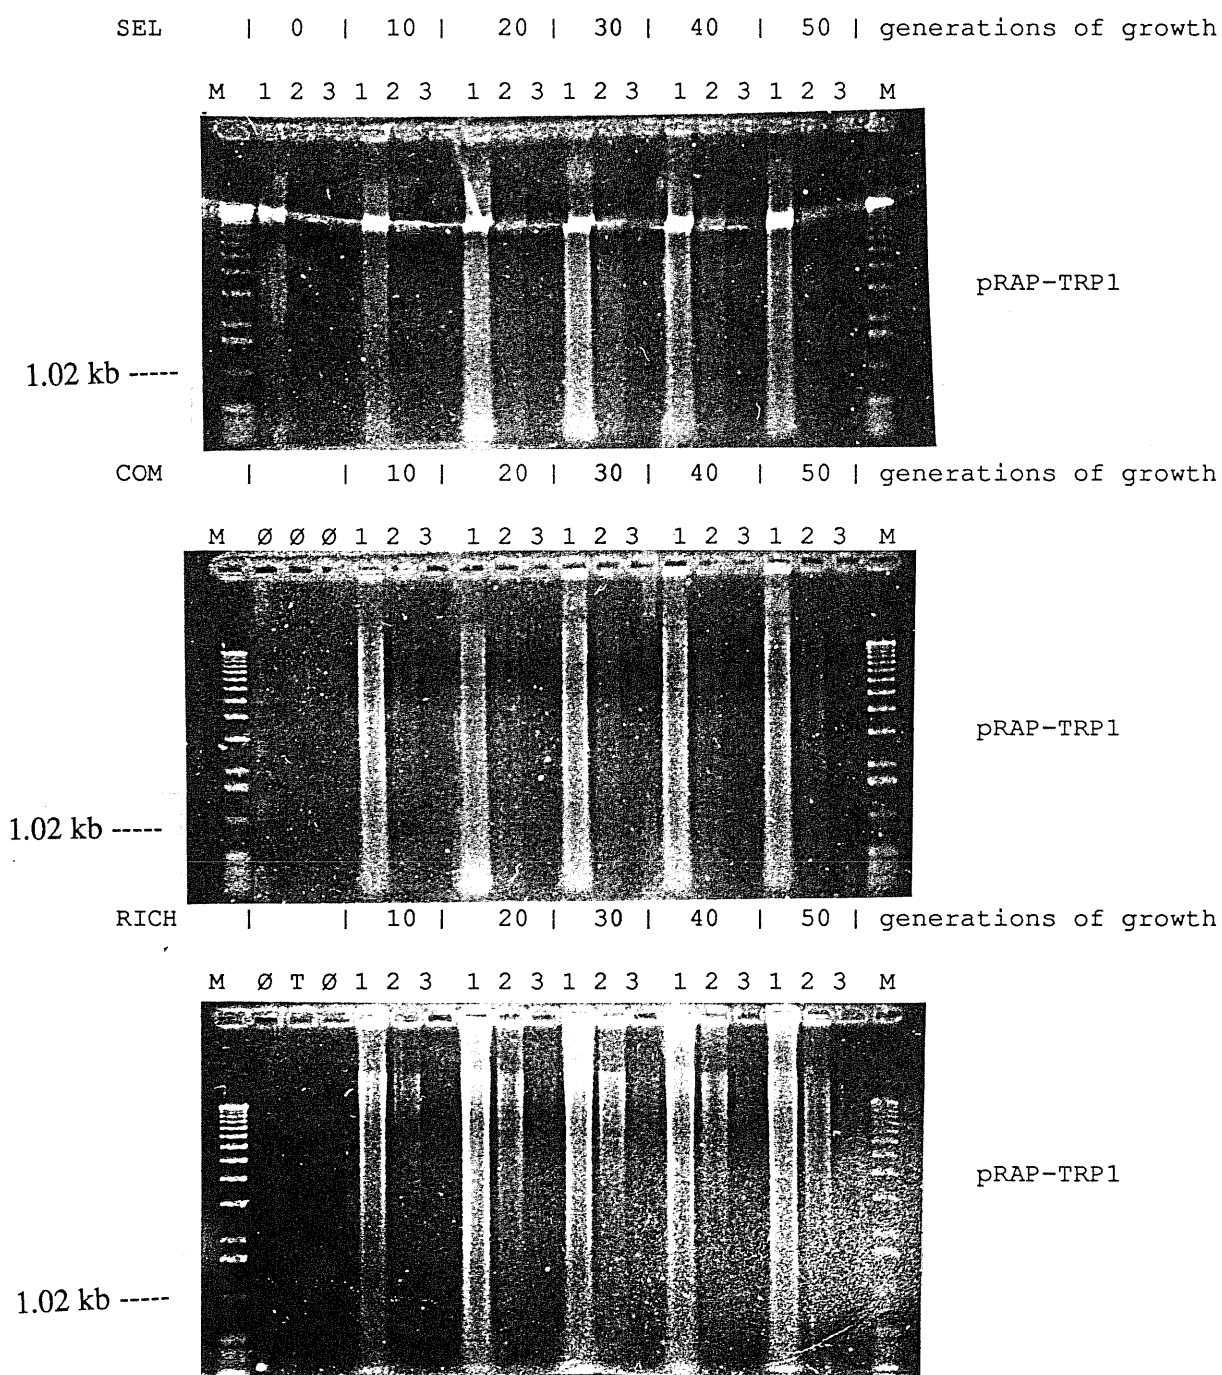 SEL | 0 | 10 | 20 | 30 | 40 | 50 | generations of growth
M 1 2 3 1 2 3 1 2 3 1 2 3 1 2 3 1 2 3 M
pRAP-TRP1
1.02 kb -----
COM | | 10 | 20 | 30 | 40 | 50 | generations of growth
M Ø Ø Ø 1 2 3 1 2 3 1 2 3 1 2 3 1 2 3 M
pRAP-TRP1
1.02 kb -----
RICH | | 10 | 20 | 30 | 40 | 50 | generations of growth
M Ø T Ø 1 2 3 1 2 3 1 2 3 1 2 3 1 2 3 M
pRAP-TRP1
1.02 kb -----